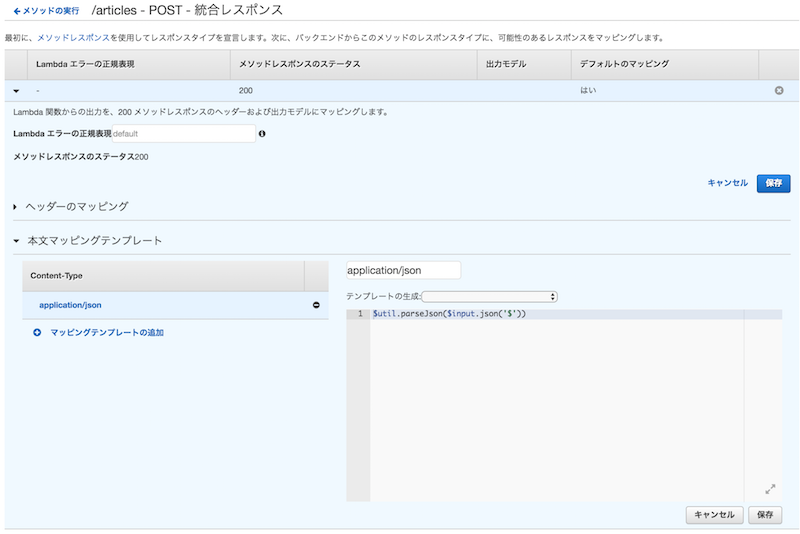 メソッドの実行 /articles - POST - 統合レスポンス
最初に、メソッドレスポンスを使用してレスポンスタイプを宣言します。次に、バックエンドからこのメソッドのレスポンスタイプに、可能性のあるレスポンスをマッピングします。
Lambda エラーの正規表現 メソッドレスポンスのステータス 出力モデル デフォルトのマッピング
- 200 はい
Lambda 関数からの出力を、200 メソッドレスポンスのヘッダーおよび出力モデルにマッピングします。
Lambda エラーの正規表現 default
メソッドレスポンスのステータス200
キャンセル 保存
ヘッダーのマッピング
本文マッピングテンプレート
Content-Type
application/json
マッピングテンプレートの追加
application/json
テンプレートの生成:
1 $util.parseJson($input.json('$'))
キャンセル 保存